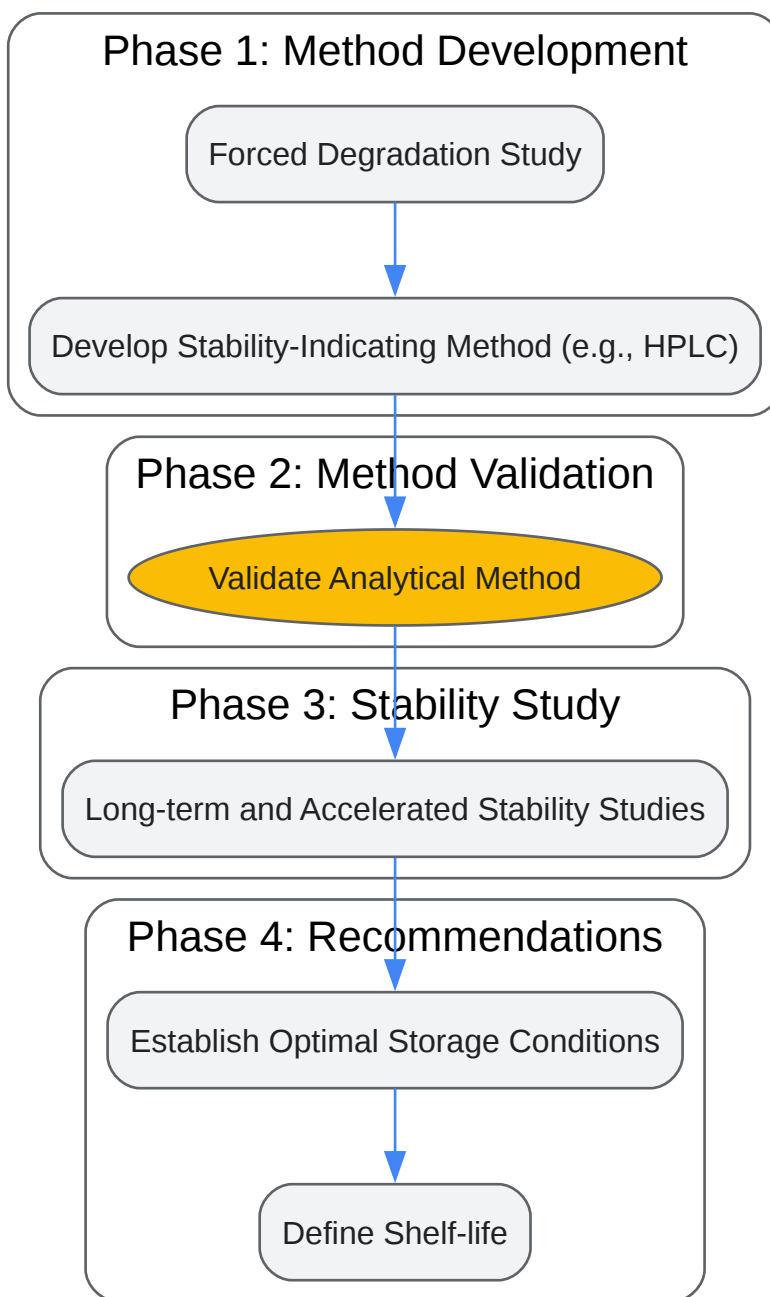 Phase 1: Method Development
Forced Degradation Study
Develop Stability-Indicating Method (e.g., HPLC)
Phase 2: Method Validation
Validate Analytical Method
Phase 3: Stability Study
Long-term and Accelerated Stability Studies
Phase 4: Recommendations
Establish Optimal Storage Conditions
Define Shelf-life